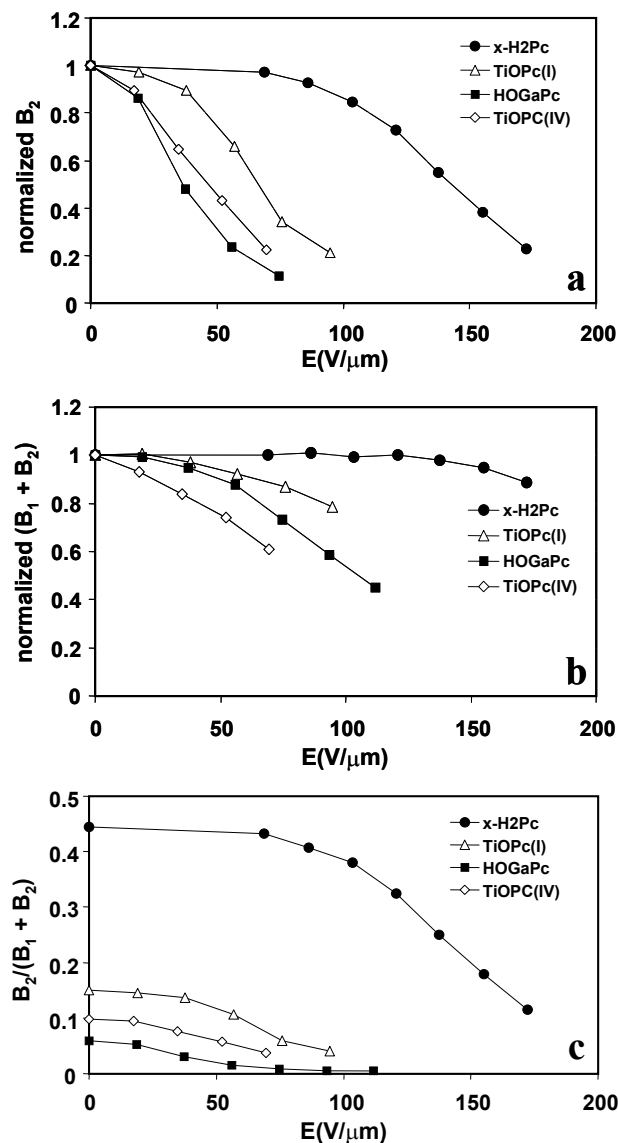 1.2
1
0.8
0.6
0.4
0.2
0
normalized B₂
x-H2Pc
TiOPc(I)
HOGaPc
TiOPC(IV)
a
0 50 100 150 200
E(V/μm)
1.2
1
0.8
0.6
0.4
0.2
0
normalized (B₁ + B₂)
x-H2Pc
TiOPc(I)
HOGaPc
TiOPc(IV)
b
0 50 100 150 200
E(V/μm)
0.5
0.4
0.3
0.2
0.1
0
B₂/(B₁ + B₂)
x-H2Pc
TiOPc(I)
HOGaPc
TiOPC(IV)
c
0 50 100 150 200
E(V/μm)